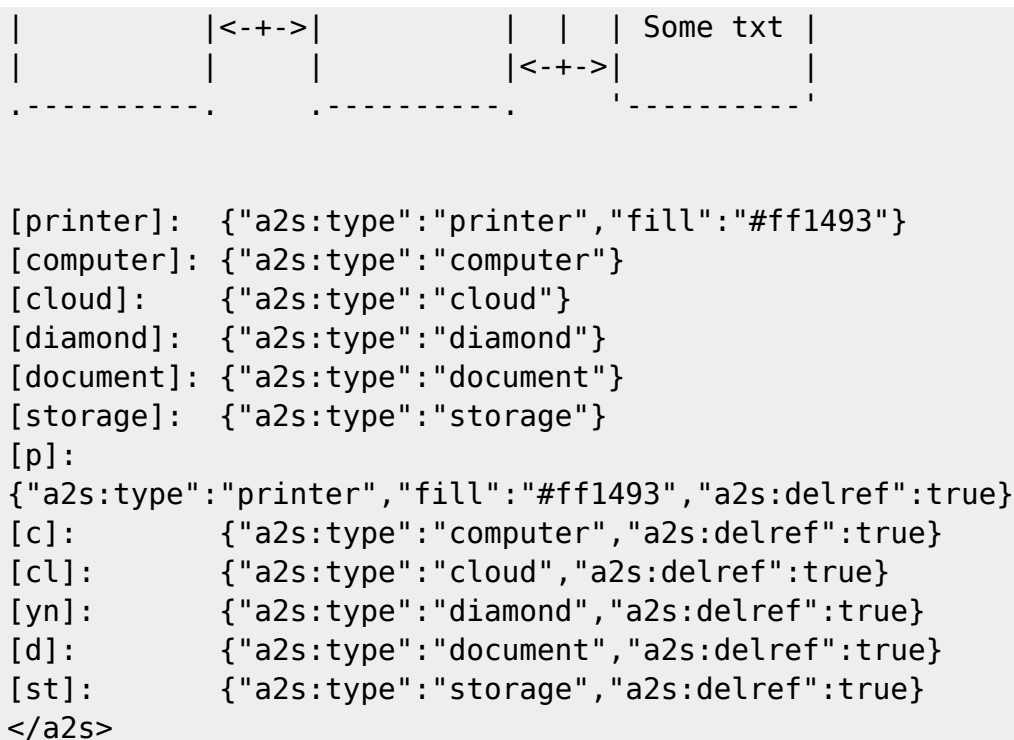 |          |<-+->|          |  |  | Some txt |
|          |     |          |<-+->|          |
.----------.     .----------.     '----------'

[printer]:  {"a2s:type":"printer","fill":"#ff1493"}
[computer]: {"a2s:type":"computer"}
[cloud]:    {"a2s:type":"cloud"}
[diamond]:  {"a2s:type":"diamond"}
[document]: {"a2s:type":"document"}
[storage]:  {"a2s:type":"storage"}
[p]:
{"a2s:type":"printer","fill":"#ff1493","a2s:delref":true}
[c]:        {"a2s:type":"computer","a2s:delref":true}
[cl]:       {"a2s:type":"cloud","a2s:delref":true}
[yn]:       {"a2s:type":"diamond","a2s:delref":true}
[d]:        {"a2s:type":"document","a2s:delref":true}
[st]:       {"a2s:type":"storage","a2s:delref":true}
</a2s>